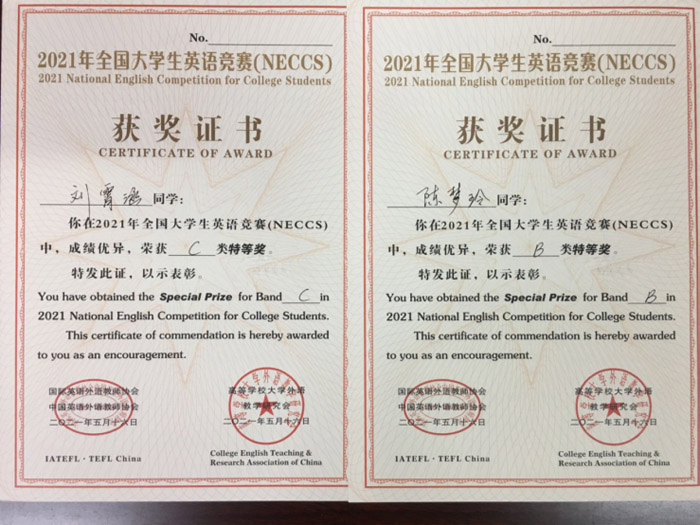 No.
2021年全国大学生英语竞赛(NECCS)
2021 National English Competition for College Students
获奖证书
CERTIFICATE OF AWARD
刘霄 同学:
你在2021年全国大学生英语竞赛(NECCS)
中，成绩优异，荣获 C 类特等奖。
特发此证，以示表彰。
You have obtained the Special Prize for Band C in
2021 National English Competition for College Students.
This certificate of commendation is hereby awarded
to you as an encouragement.
国际英语外语教师协会
中国英语外语教师协会
二〇二一年五月十六日
IATEFL · TEFL China
高等学校大学外语
教学研究会
二〇二一年五月十六日
College English Teaching &
Research Association of China
No.
2021年全国大学生英语竞赛(NECCS)
2021 National English Competition for College Students
获奖证书
CERTIFICATE OF AWARD
陈梦玲 同学:
你在2021年全国大学生英语竞赛(NECCS)
中，成绩优异，荣获 B 类特等奖。
特发此证，以示表彰。
You have obtained the Special Prize for Band B in
2021 National English Competition for College Students.
This certificate of commendation is hereby awarded
to you as an encouragement.
国际英语外语教师协会
中国英语外语教师协会
二〇二一年五月十六日
IATEFL · TEFL China
高等学校大学外语
教学研究会
二〇二一年五月十六日
College English Teaching &
Research Association of China